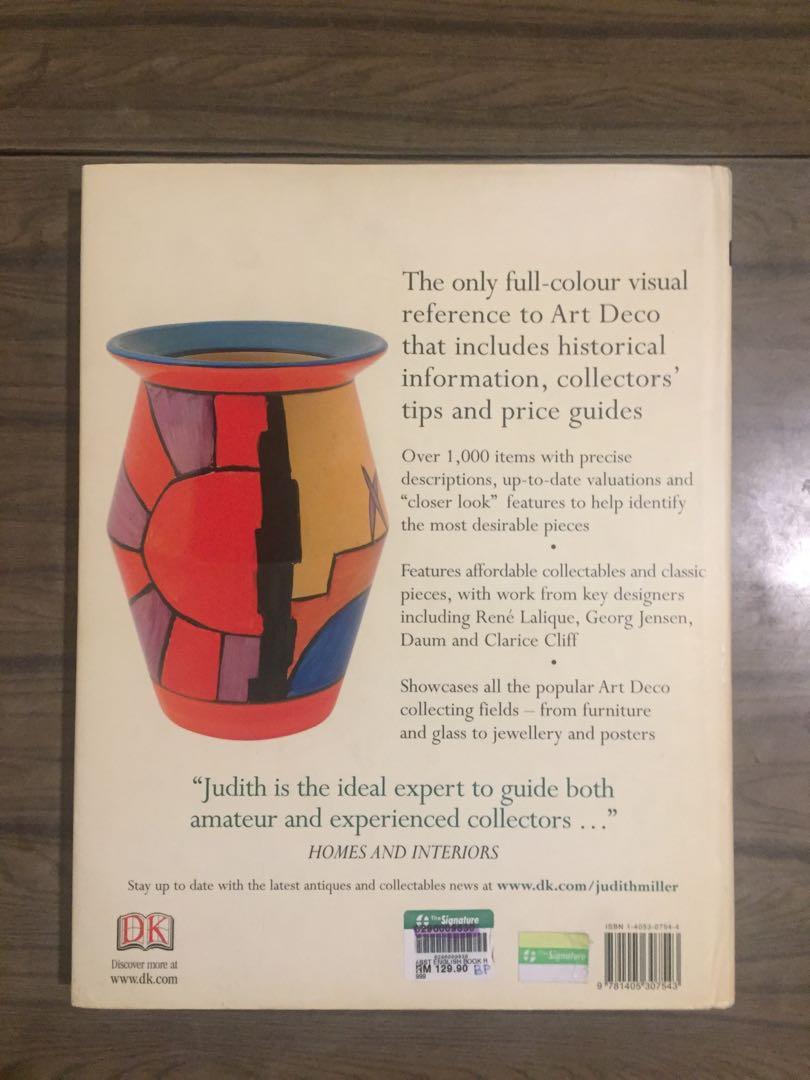 The only full-colour visual
reference to Art Deco
that includes historical
information, collectors’
tips and price guides
Over 1,000 items with precise
descriptions, up-to-date valuations and
“closer look” features to help identify
the most desirable pieces
•
Features affordable collectables and classic
pieces, with work from key designers
including René Lalique, Georg Jensen,
Daum and Clarice Cliff
•
Showcases all the popular Art Deco
collecting fields – from furniture
and glass to jewellery and posters
“Judith is the ideal expert to guide both
amateur and experienced collectors …”
HOMES AND INTERIORS
Stay up to date with the latest antiques and collectables news at www.dk.com/judithmiller
DK
Discover more at
www.dk.com
The Signature
ENGLISH BOOK H
RM 129.90 BP
999
The Signature
ISBN 1-4053-0754-4
9 781405 307543